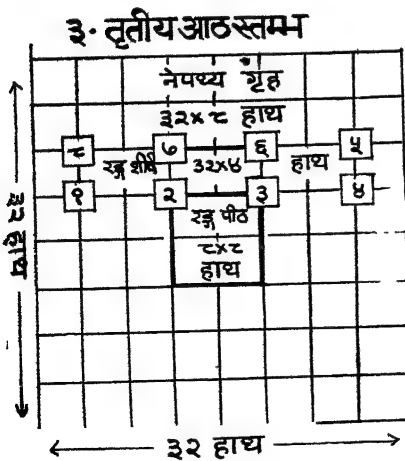 ३. तृतीय आठ स्तम्भ
नेपथ्य गृह
३२×८ हाथ
८ ७ ६ ५
रङ्ग शीर्ष ३२×४ हाथ
१ २ ३ ४
रङ्ग पीठ
८×८
हाथ
३२ हाथ
३२ हाथ